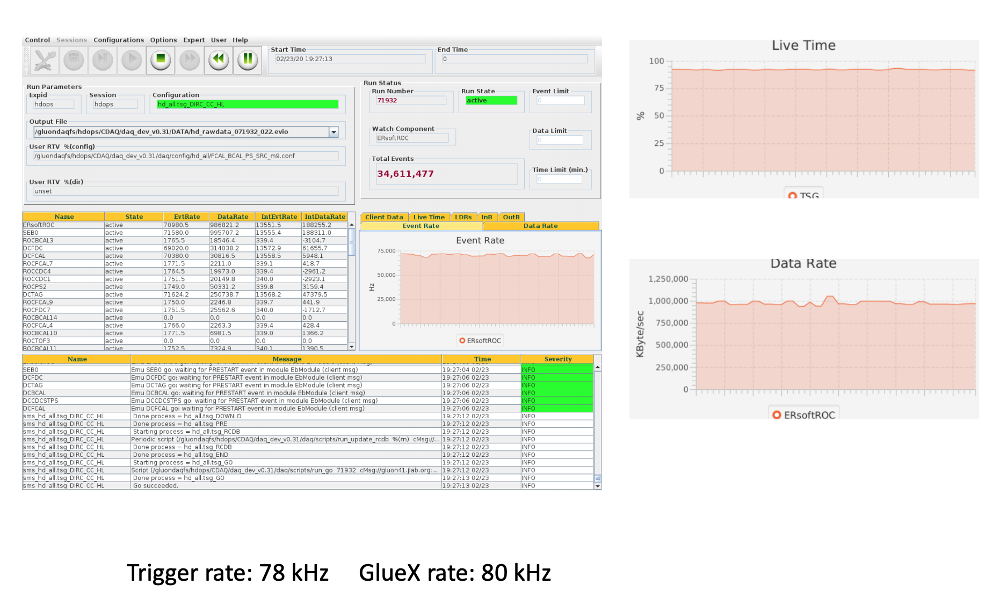 Control Sessions Configurations Options Expert User Help
Start Time
02/23/20 19:27:13
End Time
0
Run Parameters
Expid
hdops
Session
hdops
Configuration
hd_all.tsg_DIRC_CC_HL
Output File
/gluondaqfs/hdops/CDAQ/daq_dev_v0.31/DATA/hd_rawdata_071932_022.evio
User RTV %(config)
/gluondaqfs/hdops/CDAQ/daq_dev_v0.31/daq/config/hd_all/FCAL_BCAL_PS_SRC_m9.conf
User RTV %(dir)
unset
Run Status
Run Number
71932
Run State
active
Event Limit
0
Watch Component
ERsoftROC
Data Limit
0
Total Events
34,611,477
Time Limit (min.)
0
Name State EvtRate DataRate IntEvtRate IntDataRate
ERsoftROC active 70980.5 986821.2 13551.5 188255.2
SEB0 active 71580.0 995707.2 13555.4 188311.0
ROCBCAL3 active 1765.5 18546.4 339.4 -3104.7
DCFDC active 69020.0 314038.2 13572.9 61655.7
DCFCAL active 70380.0 30816.5 13558.5 5948.1
ROCFCAL7 active 1771.5 2211.0 339.1 418.7
ROCCDC4 active 1764.5 19973.0 339.4 -2961.2
ROCCDC1 active 1751.5 20149.8 340.0 -2923.1
ROCPS2 active 1749.0 50331.2 339.8 3159.4
DCTAG active 71624.2 250738.7 13568.2 47379.5
ROCFCAL9 active 1750.0 2246.8 339.7 441.9
ROCFDC7 active 1751.5 25562.6 340.0 -1712.7
ROCBCAL14 active 0.0 0.0 0.0 0.0
ROCFCAL4 active 1766.0 2263.3 339.4 428.4
ROCBCAL10 active 1771.5 6981.5 339.0 1366.2
ROCTOF3 active 0.0 0.0 0.0 0.0
ROCBCAL11 active 1752.5 7324.9 340.1 1390.5
Client Data Live Time LDRs InB OutB
Event Rate Data Rate
Event Rate
75,000
50,000
25,000
0
Hz
ERsoftROC
Name Message Time Severity
SEB0 Emu SEB0 go: waiting for PRESTART event in module EbModule (client msg) 19:27:04 02/23 INFO
DCFDC Emu DCFDC go: waiting for PRESTART event in module EbModule (client msg) 19:27:06 02/23 INFO
DCTAG Emu DCTAG go: waiting for PRESTART event in module EbModule (client msg) 19:27:06 02/23 INFO
DCBCAL Emu DCBCAL go: waiting for PRESTART event in module EbModule (client msg) 19:27:06 02/23 INFO
DCCDCSTPS Emu DCCDCSTPS go: waiting for PRESTART event in module EbModule (client msg) 19:27:06 02/23 INFO
DCFCAL Emu DCFCAL go: waiting for PRESTART event in module EbModule (client msg) 19:27:06 02/23 INFO
sms_hd_all.tsg_DIRC_CC_HL Done process = hd_all.tsg_DOWNLD 19:27:12 02/23 INFO
sms_hd_all.tsg_DIRC_CC_HL Done process = hd_all.tsg_PRE 19:27:12 02/23 INFO
sms_hd_all.tsg_DIRC_CC_HL Starting process = hd_all.tsg_RCDB 19:27:12 02/23 INFO
sms_hd_all.tsg_DIRC_CC_HL Periodic script (/gluondaqfs/hdops/CDAQ/daq_dev_v0.31/daq/scripts/run_update_rcdb %(rn) cMsg://... 19:27:12 02/23 INFO
sms_hd_all.tsg_DIRC_CC_HL Done process = hd_all.tsg_RCDB 19:27:12 02/23 INFO
sms_hd_all.tsg_DIRC_CC_HL Done process = hd_all.tsg_END 19:27:12 02/23 INFO
sms_hd_all.tsg_DIRC_CC_HL Starting process = hd_all.tsg_GO 19:27:12 02/23 INFO
sms_hd_all.tsg_DIRC_CC_HL Script (/gluondaqfs/hdops/CDAQ/daq_dev_v0.31/daq/scripts/run_go 71932 cMsg://gluon41.jlab.org:... 19:27:12 02/23 INFO
sms_hd_all.tsg_DIRC_CC_HL Done process = hd_all.tsg_GO 19:27:13 02/23 INFO
sms_hd_all.tsg_DIRC_CC_HL Go succeeded. 19:27:13 02/23 INFO
Live Time
100
75
50
25
0
%
TSG
Data Rate
1,250,000
1,000,000
750,000
500,000
250,000
0
KByte/sec
ERsoftROC
Trigger rate: 78 kHz GlueX rate: 80 kHz